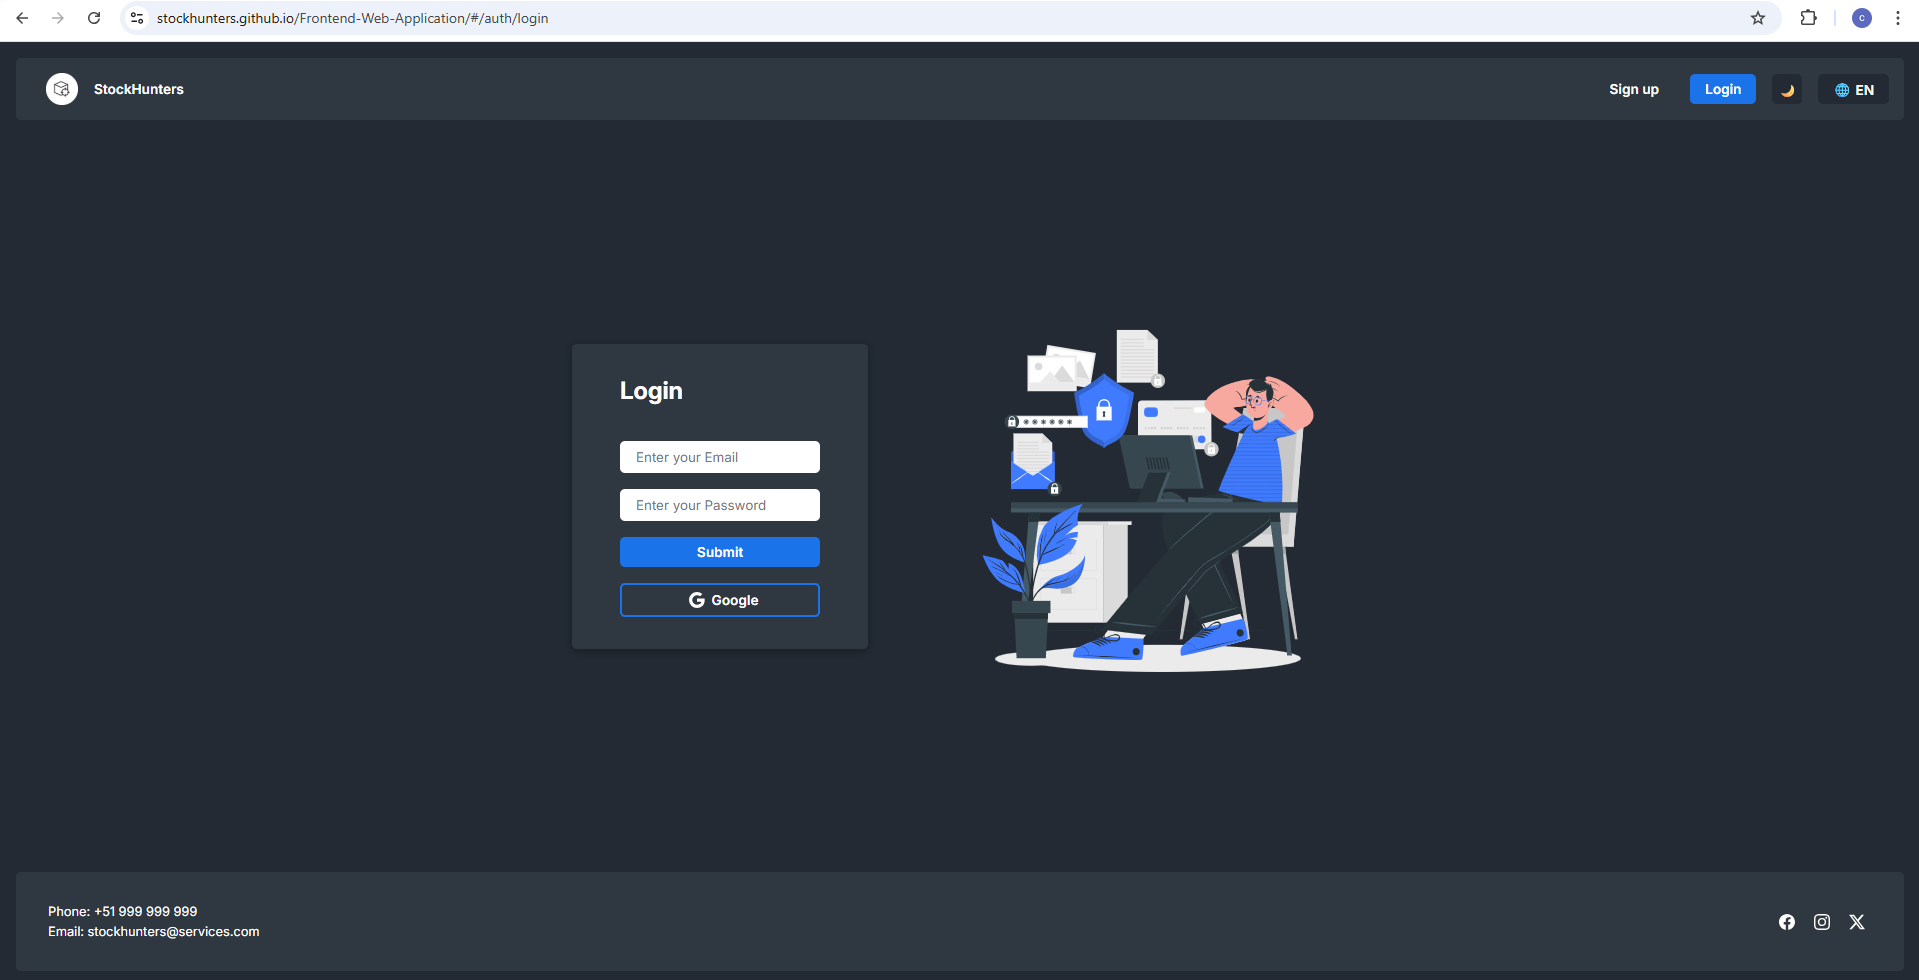 stockhunters.github.io/Frontend-Web-Application/#/auth/login
C
StockHunters
Sign up
Login
EN
Login
Enter your Email
Enter your Password
Submit
Google
Phone: +51 999 999 999
Email: stockhunters@services.com